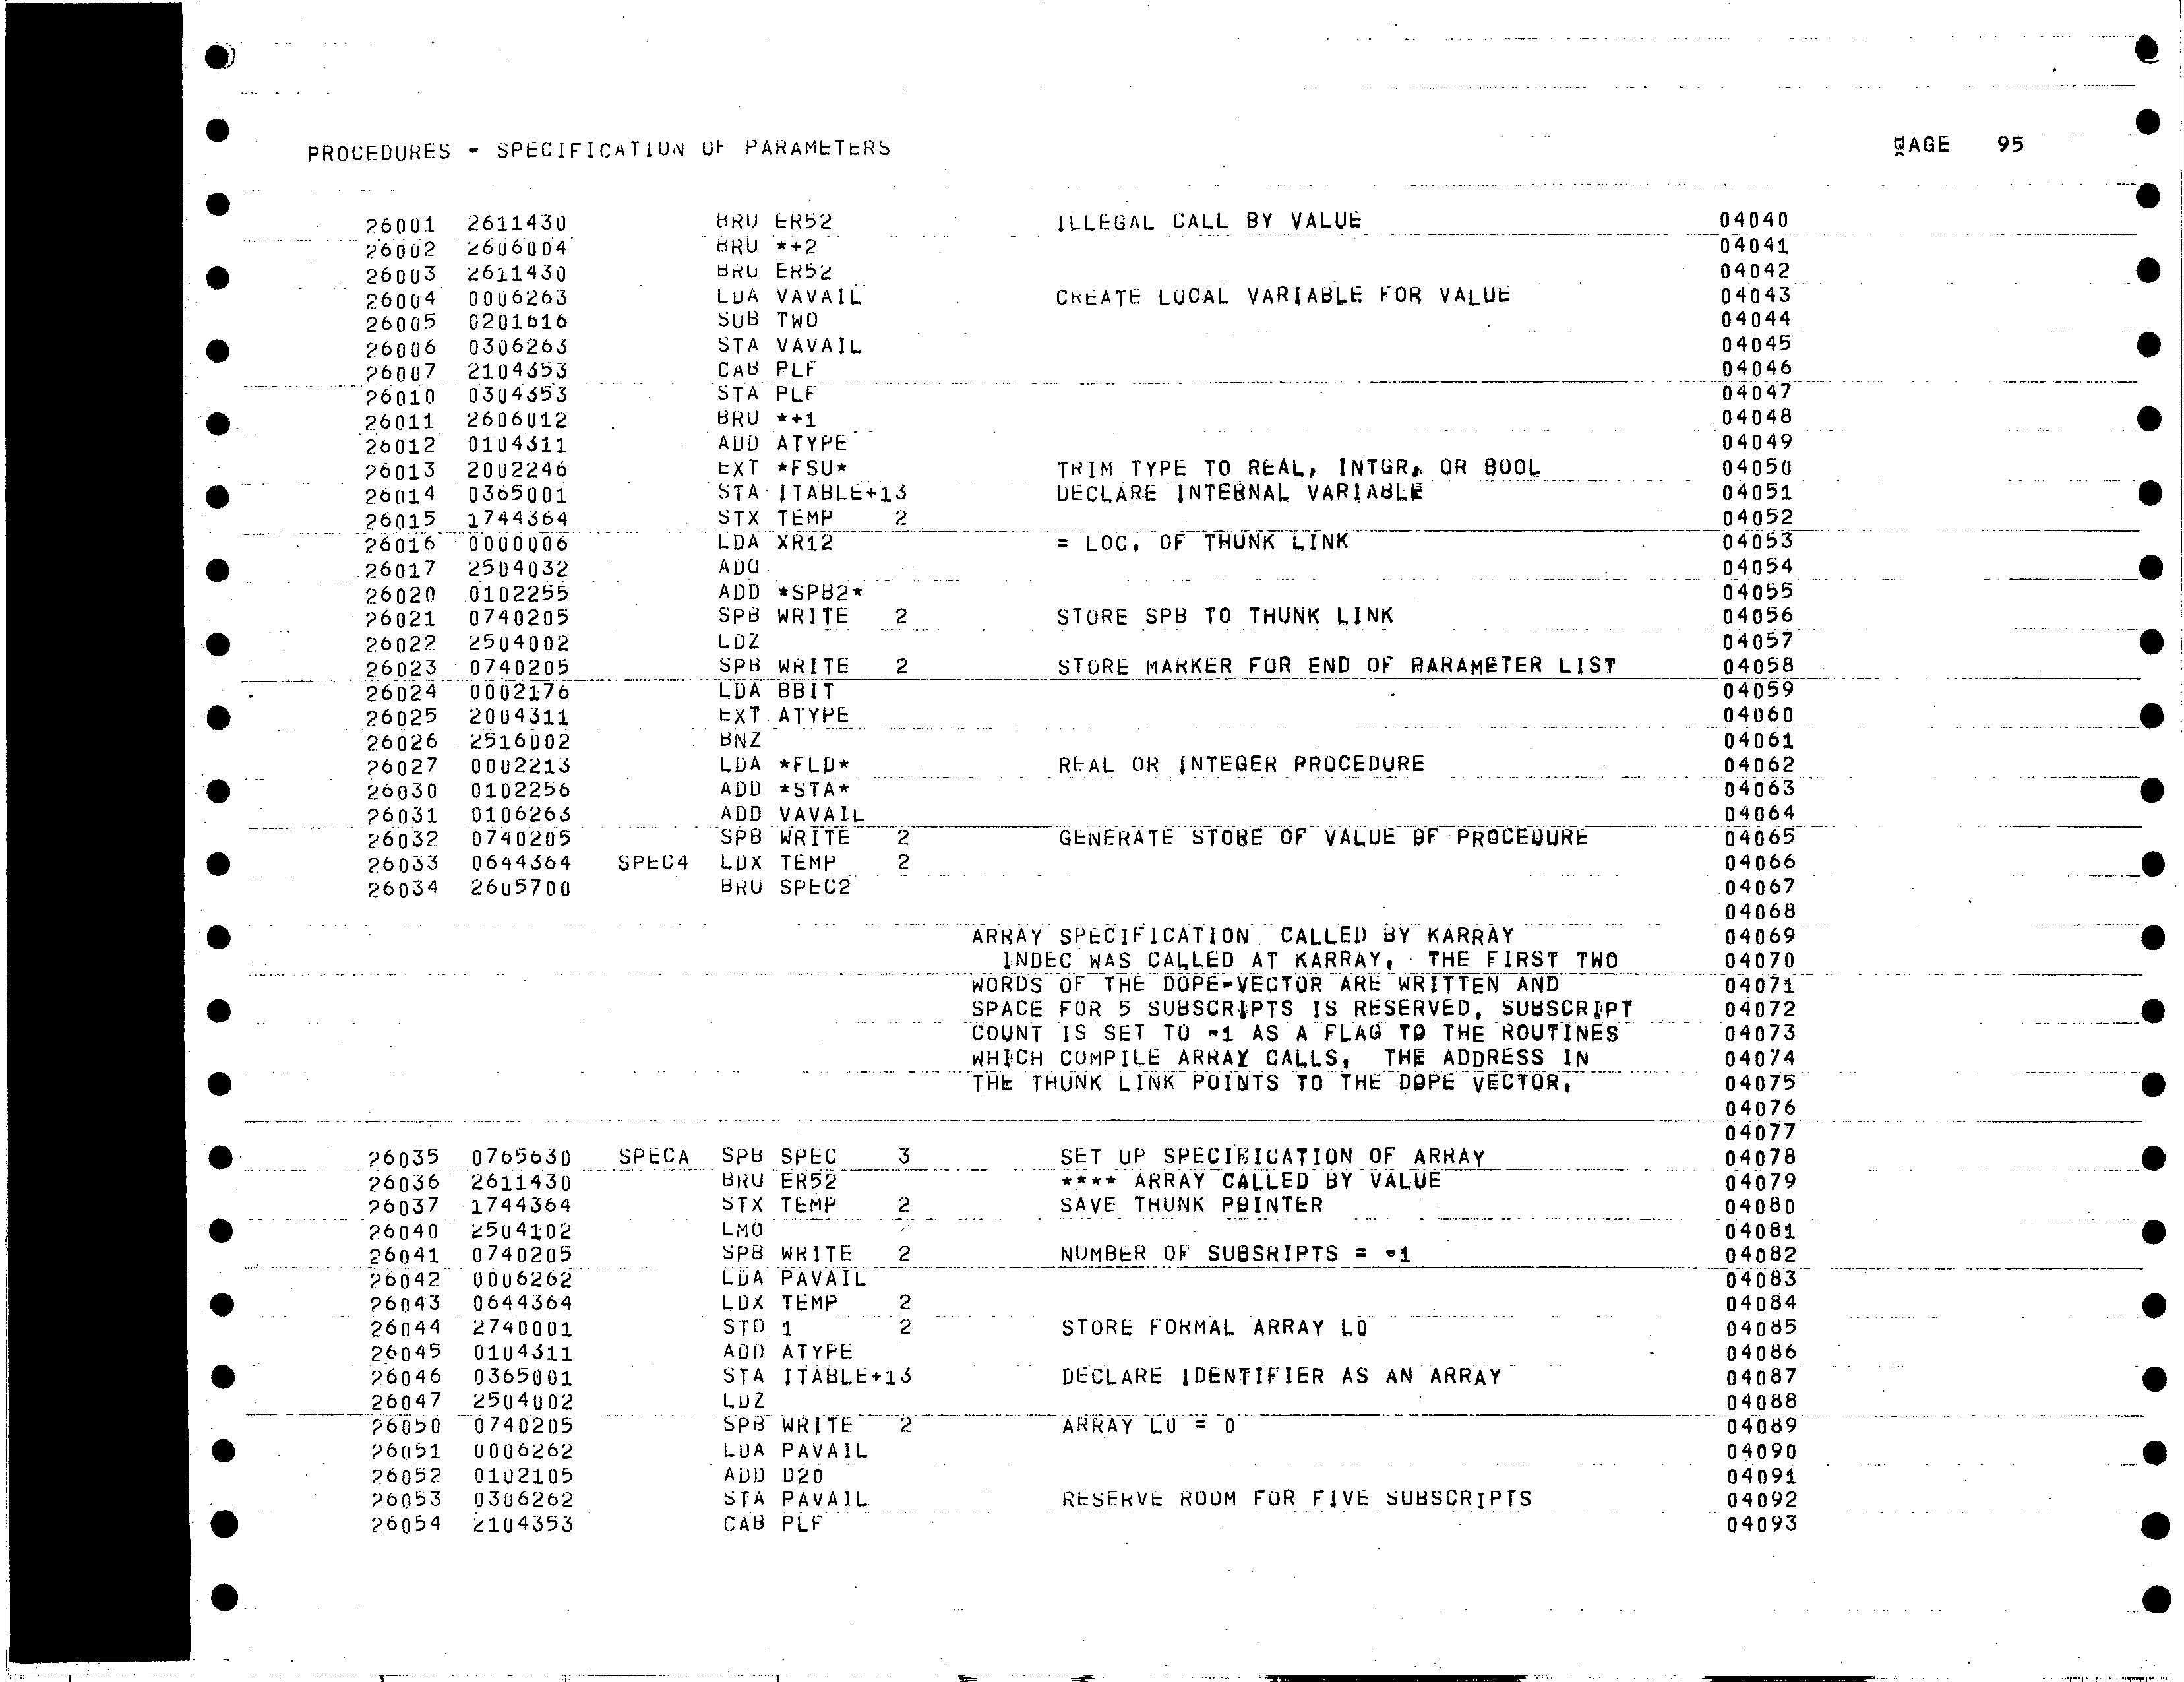 PROCEDURES - SPECIFICATION OF PARAMETERS PAGE 95
26001 2611430 BRU ER52 ILLEGAL CALL BY VALUE 04040
26002 2606004 BRU *+2 04041
26003 2611430 BRU ER52 04042
26004 0006263 LDA VAVAIL CREATE LOCAL VARIABLE FOR VALUE 04043
26005 0201616 SUB TWO 04044
26006 0306263 STA VAVAIL 04045
26007 2104353 CAB PLF 04046
26010 0304353 STA PLF 04047
26011 2606012 BRU *+1 04048
26012 0104311 ADD ATYPE 04049
26013 2002246 EXT *FSU* TRIM TYPE TO REAL, INTGR, OR BOOL 04050
26014 0365001 STA ITABLE+13 DECLARE INTERNAL VARIABLE 04051
26015 1744364 STX TEMP 2 04052
26016 0000006 LDA XR12 = LOC, OF THUNK LINK 04053
26017 2504032 ADO 04054
26020 0102255 ADD *SPB2* 04055
26021 0740205 SPB WRITE 2 STORE SPB TO THUNK LINK 04056
26022 2504002 LDZ 04057
26023 0740205 SPB WRITE 2 STORE MARKER FOR END OF PARAMETER LIST 04058
26024 0002176 LDA BBIT 04059
26025 2004311 EXT ATYPE 04060
26026 2516002 BNZ 04061
26027 0002213 LDA *FLD* REAL OR INTEGER PROCEDURE 04062
26030 0102256 ADD *STA* 04063
26031 0106263 ADD VAVAIL 04064
26032 0740205 SPB WRITE 2 GENERATE STORE OF VALUE OF PROCEDURE 04065
26033 0644364 SPEC4 LDX TEMP 2 04066
26034 2605700 BRU SPEC2 04067
04068
ARRAY SPECIFICATION CALLED BY KARRAY 04069
INDEC WAS CALLED AT KARRAY, THE FIRST TWO 04070
WORDS OF THE DOPE-VECTOR ARE WRITTEN AND 04071
SPACE FOR 5 SUBSCRIPTS IS RESERVED, SUBSCRIPT 04072
COUNT IS SET TO -1 AS A FLAG TO THE ROUTINES 04073
WHICH COMPILE ARRAY CALLS, THE ADDRESS IN 04074
THE THUNK LINK POINTS TO THE DOPE VECTOR, 04075
04076
04077
26035 0765630 SPECA SPB SPEC 3 SET UP SPECIFICATION OF ARRAY 04078
26036 2611430 BRU ER52 **** ARRAY CALLED BY VALUE 04079
26037 1744364 STX TEMP 2 SAVE THUNK POINTER 04080
26040 2504102 LMO 04081
26041 0740205 SPB WRITE 2 NUMBER OF SUBSRIPTS = -1 04082
26042 0006262 LDA PAVAIL 04083
26043 0644364 LDX TEMP 2 04084
26044 2740001 STO 1 2 STORE FORMAL ARRAY L0 04085
26045 0104311 ADD ATYPE 04086
26046 0365001 STA ITABLE+13 DECLARE IDENTIFIER AS AN ARRAY 04087
26047 2504002 LDZ 04088
26050 0740205 SPB WRITE 2 ARRAY L0 = 0 04089
26051 0006262 LDA PAVAIL 04090
26052 0102105 ADD D20 04091
26053 0306262 STA PAVAIL RESERVE ROOM FOR FIVE SUBSCRIPTS 04092
26054 2104353 CAB PLF 04093